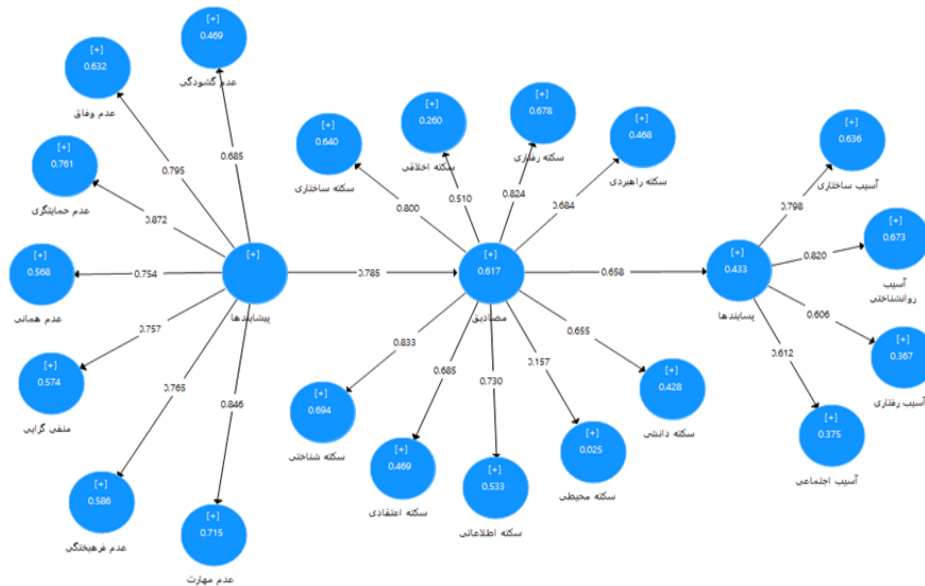 [+]
0.469
عدم گشودگی
[+]
0.632
عدم وفاق
[+]
0.761
عدم حمایتگری
[+]
0.568
عدم همانی
[+]
0.574
منفی گرایی
[+]
0.586
عدم فرهیختگی
[+]
0.715
عدم مهارت
0.685
0.795
0.872
0.754
0.757
0.765
0.846
[+]
پیشایندها
0.785
[+]
0.640
سکته ساختاری
[+]
0.260
سکته اخلاقی
[+]
0.678
سکته رفتاری
[+]
0.468
سکته راهبردی
0.800
0.510
0.824
0.684
[+]
0.617
مصادیق
0.833
0.685
0.730
0.157
0.655
[+]
0.694
سکته شناختی
[+]
0.469
سکته اعتقادی
[+]
0.533
سکته اطلاعاتی
[+]
0.025
سکته محیطی
[+]
0.428
سکته دانشی
0.658
[+]
0.433
پسایندها
0.798
0.820
0.606
0.612
[+]
0.636
آسیب ساختاری
[+]
0.673
آسیب
روانشناختی
[+]
0.367
آسیب رفتاری
[+]
0.375
آسیب اجتماعی